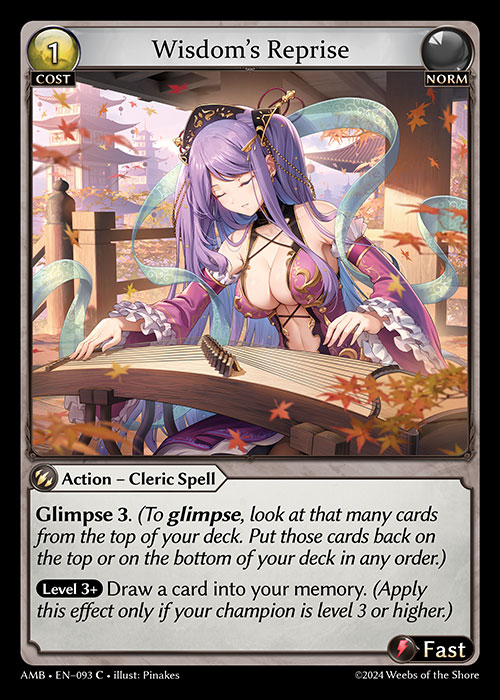 1
COST
Wisdom's Reprise
NORM
Action – Cleric Spell
Glimpse 3. (To glimpse, look at that many cards
from the top of your deck. Put those cards back on
the top or on the bottom of your deck in any order.)
Level 3+ Draw a card into your memory. (Apply
this effect only if your champion is level 3 or higher.)
Fast
AMB • EN–093 C • illust: Pinakes
©2024 Weebs of the Shore